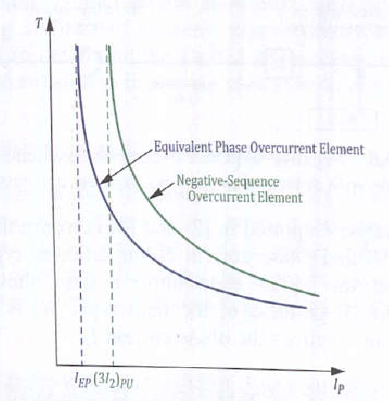 T
Equivalent Phase Overcurrent Element
Negative-Sequence
Overcurrent Element
I_EP (3I_2)_PU
I_P